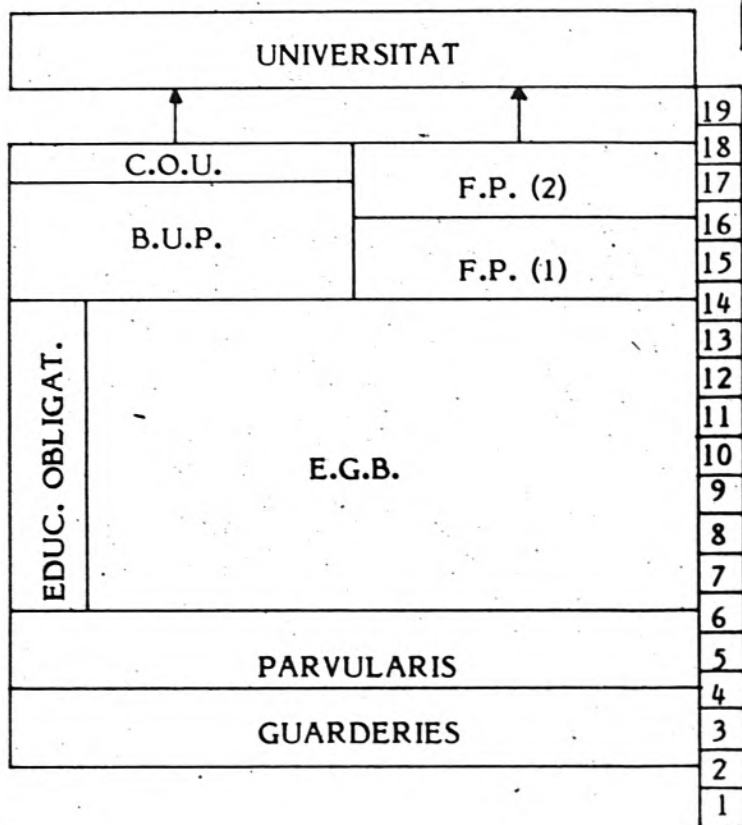 UNIVERSITAT
19
18
C.O.U.
17
F.P. (2)
16
B.U.P.
15
F.P. (1)
14
13
12
11
10
E.G.B.
9
8
7
EDUC. OBLIGAT.
6
5
PARVULARIS
4
3
GUARDERIES
2
1